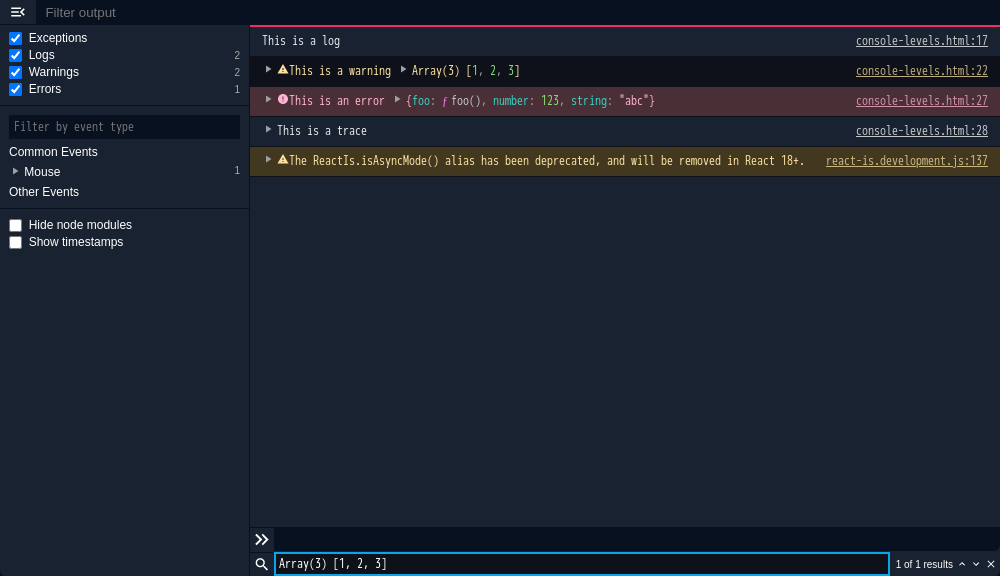 Filter output
Exceptions
Logs 2
Warnings 2
Errors 1
Filter by event type
Common Events
Mouse 1
Other Events
Hide node modules
Show timestamps
This is a log console-levels.html:17
This is a warning Array(3) [1, 2, 3] console-levels.html:22
This is an error {foo: ƒ foo(), number: 123, string: "abc"} console-levels.html:27
This is a trace console-levels.html:28
The ReactIs.isAsyncMode() alias has been deprecated, and will be removed in React 18+. react-is.development.js:137
Array(3) [1, 2, 3] 1 of 1 results